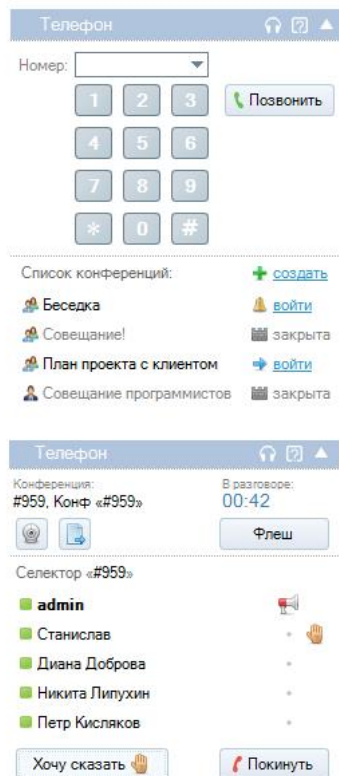 Телефон
Номер:
1 2 3 Позвонить
4 5 6
7 8 9
* 0 #
Список конференций: создать
Беседка войти
Совещание! закрыта
План проекта с клиентом войти
Совещание программистов закрыта
Телефон
Конференция: В разговоре:
#959, Конф «#959» 00:42
Флеш
Селектор «#959»
admin
Станислав
Диана Доброва
Никита Липухин
Петр Кисляков
Хочу сказать Покинуть